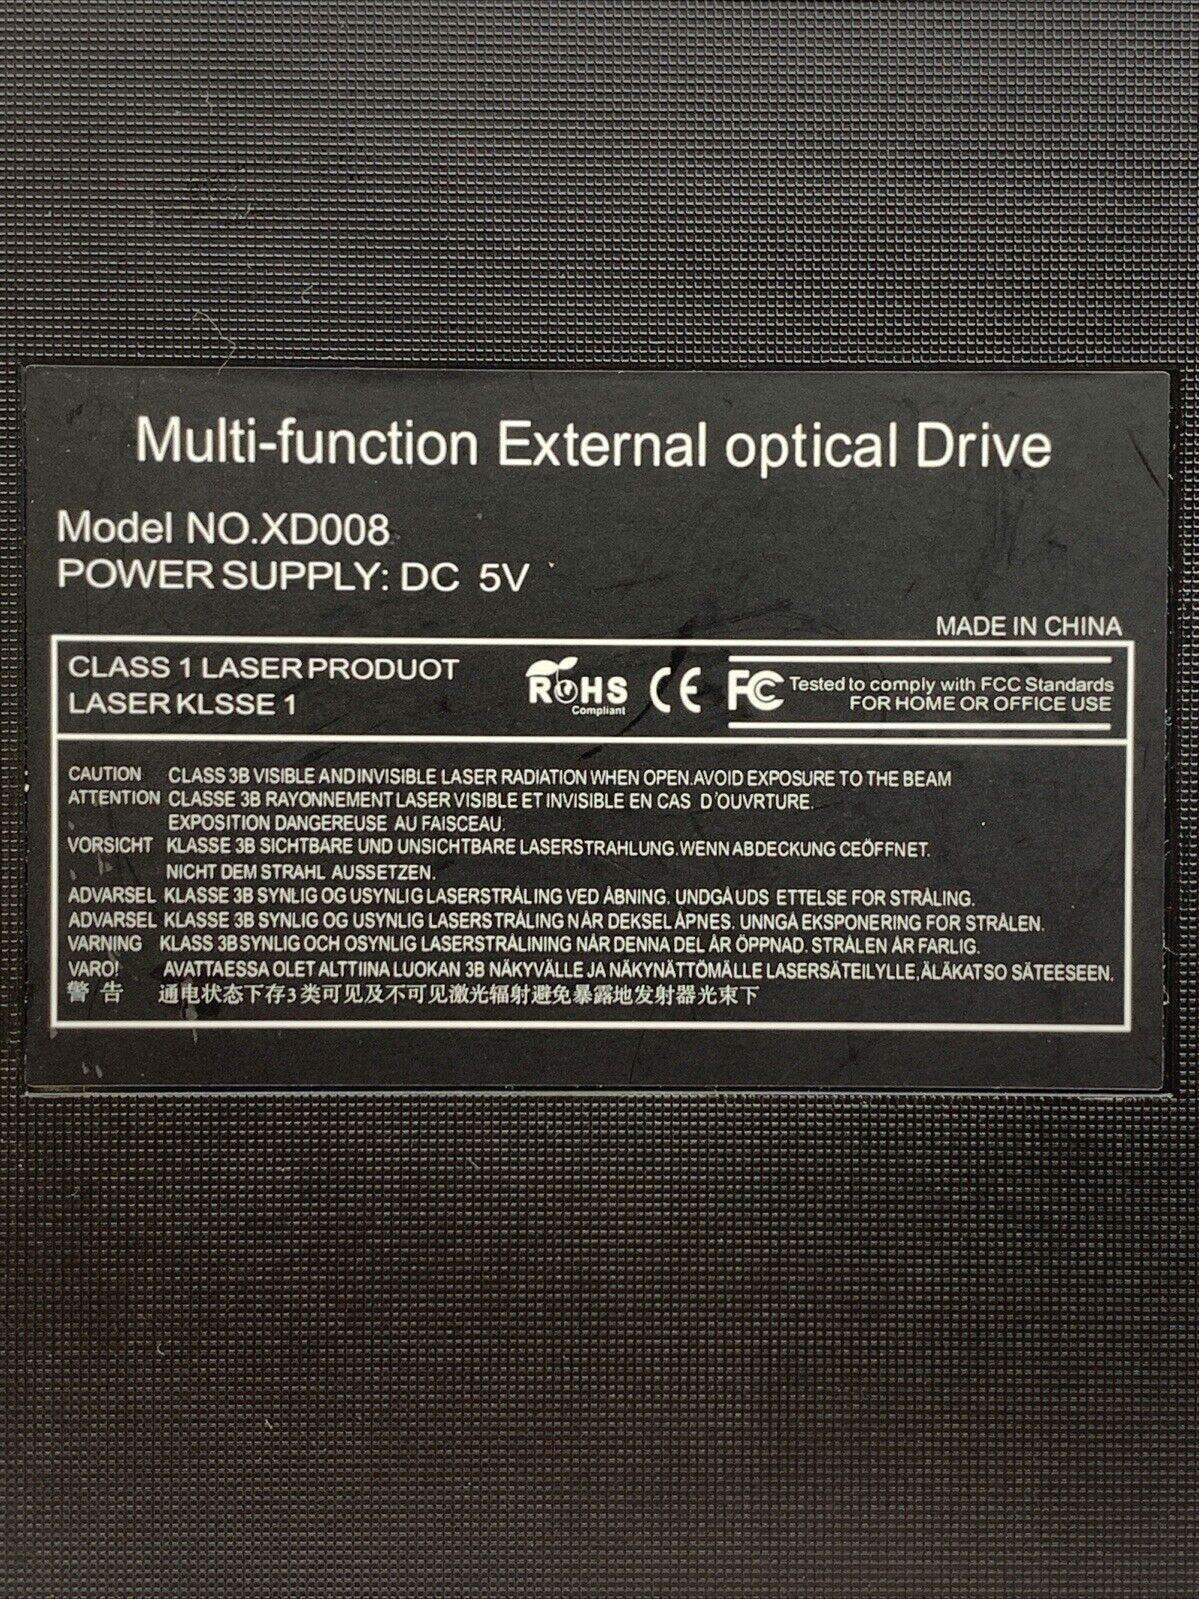 Multi-function External optical Drive
Model NO.XD008
POWER SUPPLY: DC 5V
MADE IN CHINA
CLASS 1 LASER PRODUOT
LASER KLSSE 1
RoHS
Compliant
CE
FC
Tested to comply with FCC Standards
FOR HOME OR OFFICE USE
CAUTION CLASS 3B VISIBLE AND INVISIBLE LASER RADIATION WHEN OPEN.AVOID EXPOSURE TO THE BEAM
ATTENTION CLASSE 3B RAYONNEMENT LASER VISIBLE ET INVISIBLE EN CAS D'OUVRTURE.
EXPOSITION DANGEREUSE AU FAISCEAU.
VORSICHT KLASSE 3B SICHTBARE UND UNSICHTBARE LASERSTRAHLUNG.WENN ABDECKUNG CEÖFFNET.
NICHT DEM STRAHL AUSSETZEN.
ADVARSEL KLASSE 3B SYNLIG OG USYNLIG LASERSTRÅLING VED ÅBNING. UNDGÅ UDS ETTELSE FOR STRÅLING.
ADVARSEL KLASSE 3B SYNLIG OG USYNLIG LASERSTRÅLING NÅR DEKSEL ÅPNES. UNNGÅ EKSPONERING FOR STRÅLEN.
VARNING KLASS 3B SYNLIG OCH OSYNLIG LASERSTRÅLINING NÅR DENNA DEL ÅR ÖPPNAD. STRÅLEN ÅR FARLIG.
VARO! AVATTAESSA OLET ALTTIINA LUOKAN 3B NÄKYVÄLLE JA NÄKYNÄTTÖMÄLLE LASERSÄTEILYLLE,ÄLÄKATSO SÄTEESEEN.
警告 通电状态下存3类可见及不可见激光辐射避免暴露地发射器光束下